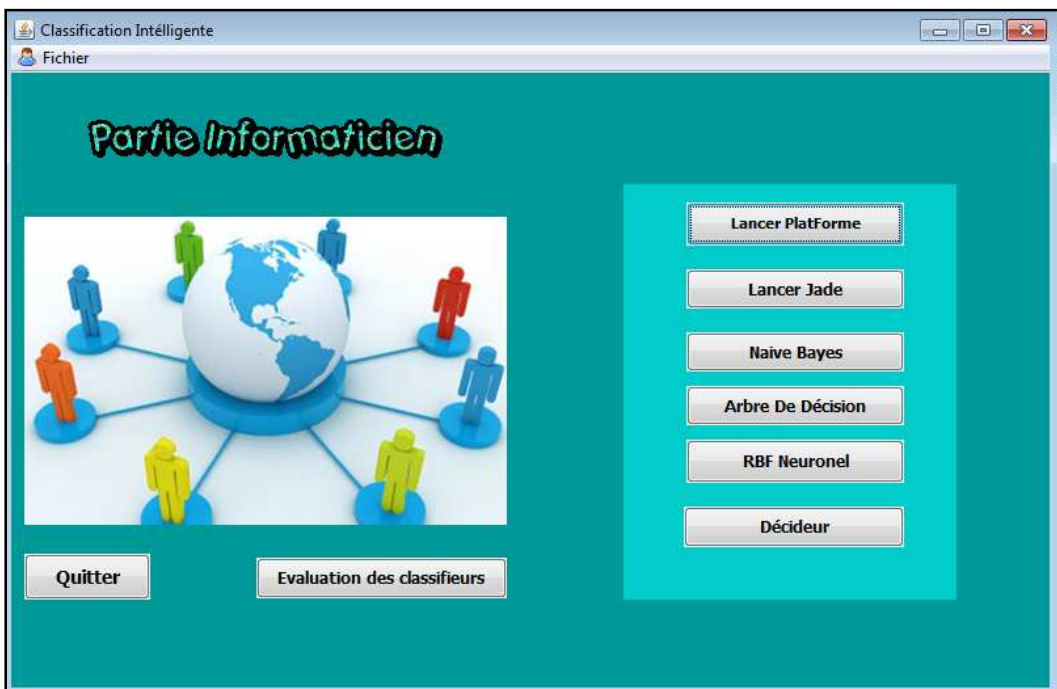 Classification Intélligente
Fichier
Partie Informaticien
Lancer PlatForme
Lancer Jade
Naive Bayes
Arbre De Décision
RBF Neuronel
Décideur
Quitter
Evaluation des classifieurs